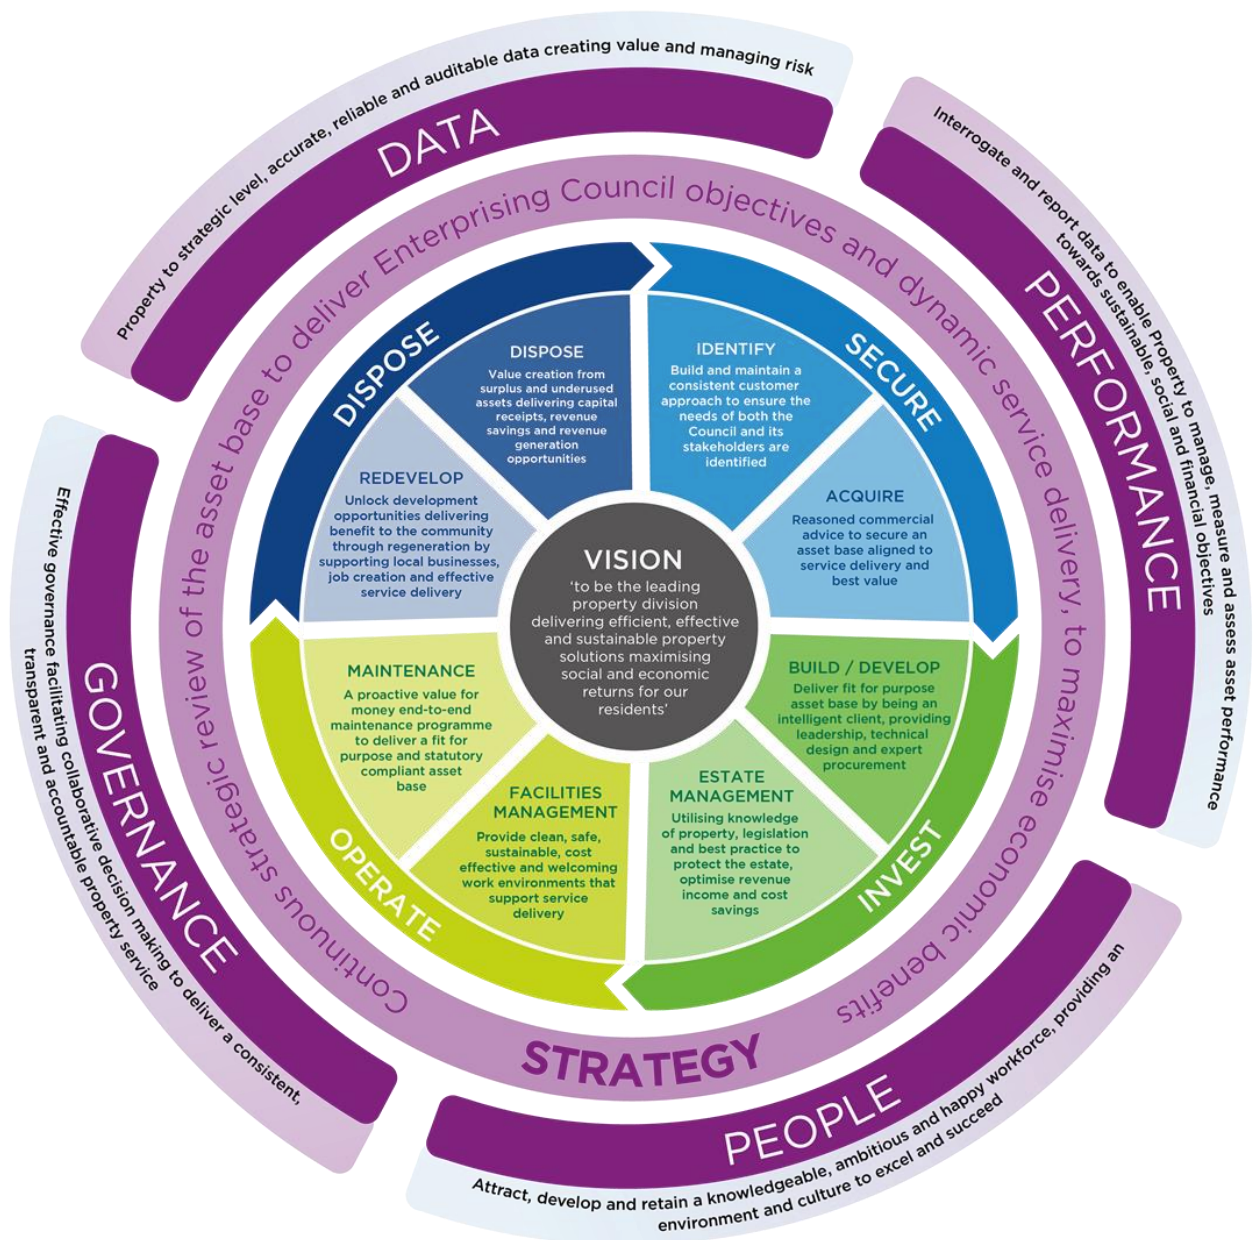 Property to strategic level, accurate, reliable and auditable data creating value and managing risk
DATA
Interrogate and report data to enable Property to manage, measure and assess asset performance
towards sustainable, social and financial objectives
PERFORMANCE
Attract, develop and retain a knowledgeable, ambitious and happy workforce, providing an
environment and culture to excel and succeed
PEOPLE
Effective governance facilitating collaborative decision making to deliver a consistent,
transparent and accountable property service
GOVERNANCE
Continuous strategic review of the asset base to deliver Enterprising Council objectives and dynamic service delivery, to maximise economic benefits
STRATEGY
SECURE
IDENTIFY
Build and maintain a
consistent customer
approach to ensure the
needs of both the
Council and its
stakeholders are
identified
ACQUIRE
Reasoned commercial
advice to secure an
asset base aligned to
service delivery and
best value
INVEST
BUILD / DEVELOP
Deliver fit for purpose
asset base by being an
intelligent client, providing
leadership, technical
design and expert
procurement
ESTATE
MANAGEMENT
Utilising knowledge
of property, legislation
and best practice to
protect the estate,
optimise revenue
income and cost
savings
OPERATE
FACILITIES
MANAGEMENT
Provide clean, safe,
sustainable, cost
effective and welcoming
work environments that
support service
delivery
MAINTENANCE
A proactive value for
money end-to-end
maintenance programme
to deliver a fit for
purpose and statutory
compliant asset
base
DISPOSE
REDEVELOP
Unlock development
opportunities delivering
benefit to the community
through regeneration by
supporting local businesses,
job creation and effective
service delivery
DISPOSE
Value creation from
surplus and underused
assets delivering capital
receipts, revenue
savings and revenue
generation
opportunities
VISION
'to be the leading
property division
delivering efficient, effective
and sustainable property
solutions maximising
social and economic
returns for our
residents'